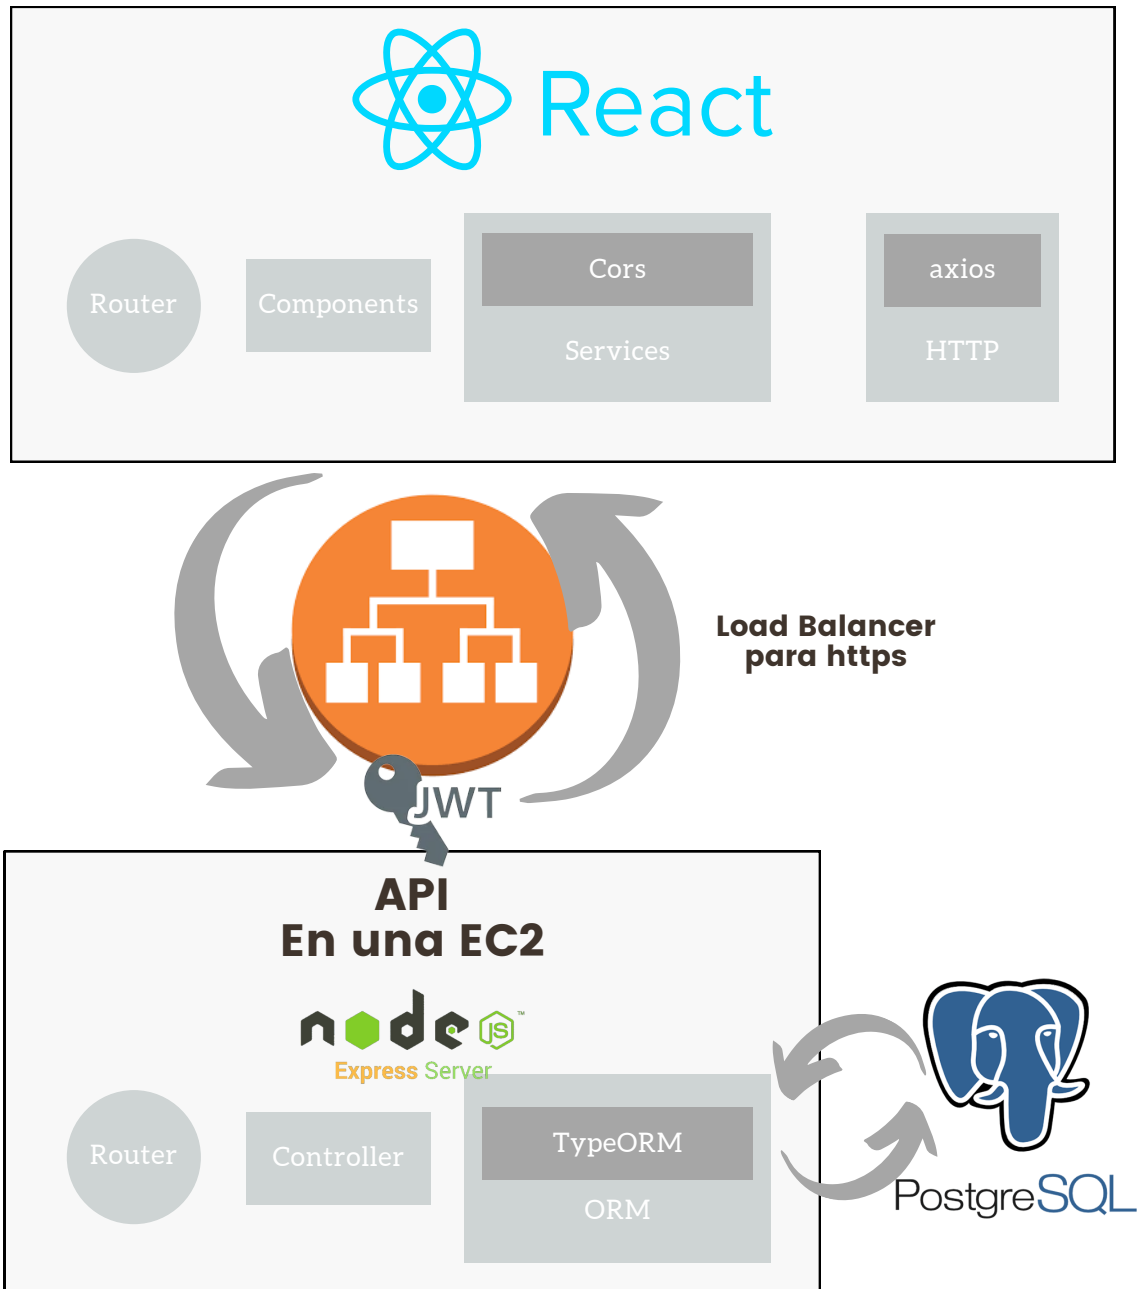 React
Router
Components
Cors
Services
axios
HTTP
Load Balancer
para https
JWT
API
En una EC2
node
JS
™
Express Server
Router
Controller
TypeORM
ORM
PostgreSQL